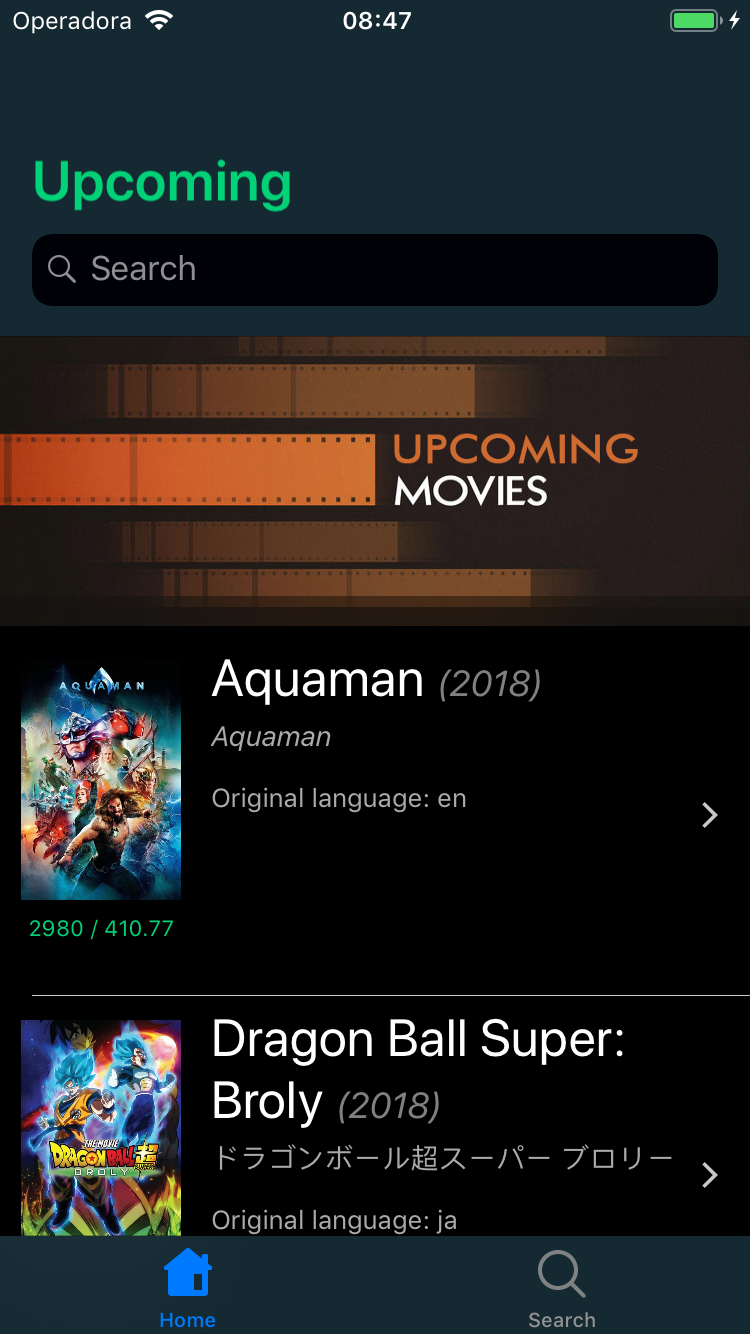 Operadora 08:47
Upcoming
Search
UPCOMING
MOVIES
AQUAMAN
Aquaman (2018)
Aquaman
Original language: en
2980 / 410.77
Dragon Ball Super:
Broly (2018)
ドラゴンボール超スーパー ブロリー
Original language: ja
THE MOVIE
DRAGON BALL 超
BROLY
Home Search